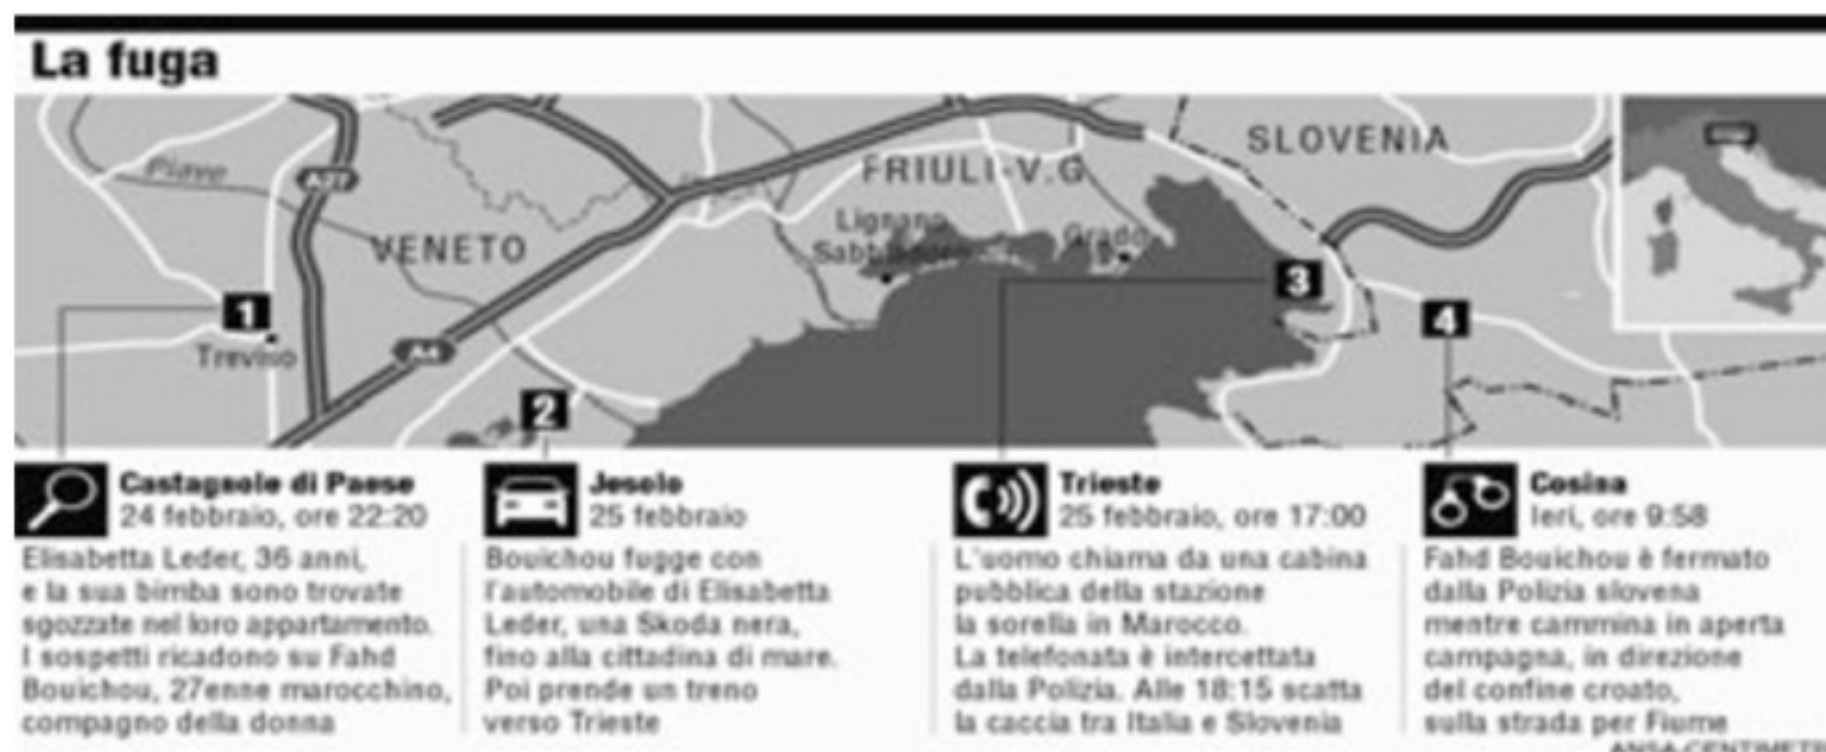 La fuga
Piave
A27
VENETO
FRIULI-V.G
SLOVENIA
Lignano
Sabbiadoro
Grado
1
Treviso
A4
2
3
4
Castagnole di Paese
24 febbraio, ore 22:20
Elisabetta Leder, 36 anni,
e la sua bimba sono trovate
sgozzate nel loro appartamento.
I sospetti ricadono su Fahd
Bouichou, 27enne marocchino,
compagno della donna
Jesolo
25 febbraio
Bouichou fugge con
l'automobile di Elisabetta
Leder, una Skoda nera,
fino alla cittadina di mare.
Poi prende un treno
verso Trieste
Trieste
25 febbraio, ore 17:00
L'uomo chiama da una cabina
pubblica della stazione
la sorella in Marocco.
La telefonata è intercettata
dalla Polizia. Alle 18:15 scatta
la caccia tra Italia e Slovenia
Cosina
Ieri, ore 9:58
Fahd Bouichou è fermato
dalla Polizia slovena
mentre cammina in aperta
campagna, in direzione
del confine croato,
sulla strada per Fiume